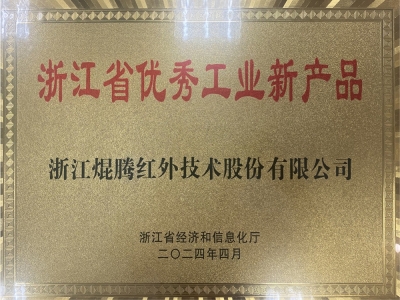 浙江省优秀工业新产品
浙江焜腾红外技术股份有限公司
浙江省经济和信息化厅
二〇二四年四月